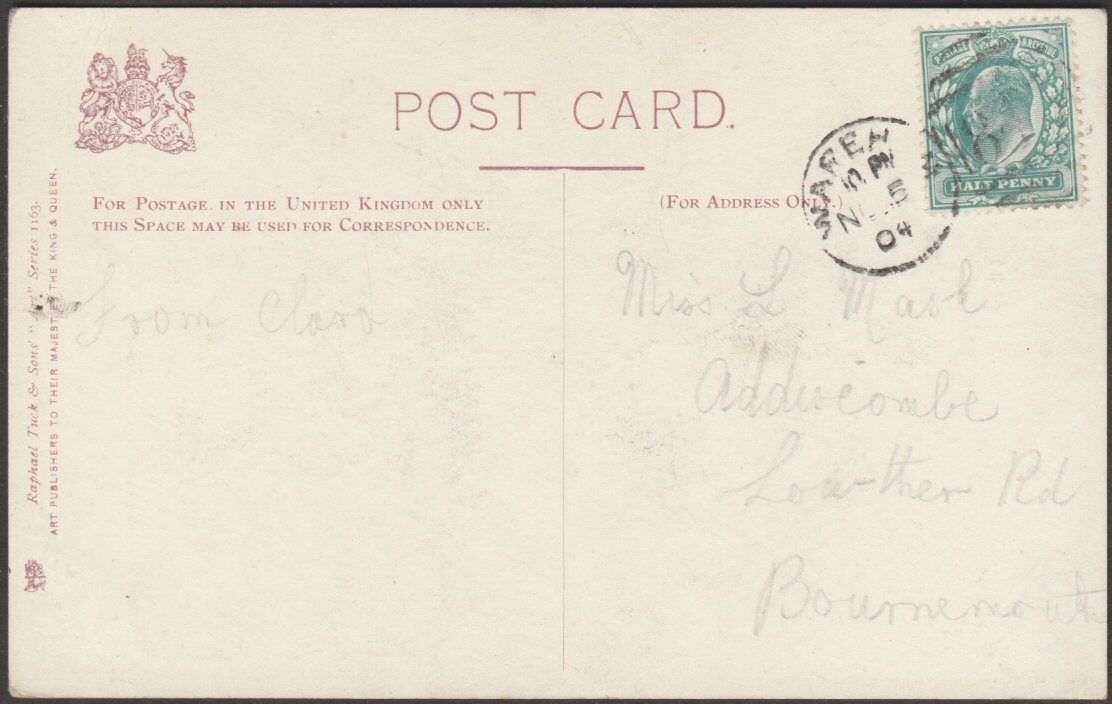 POST CARD.
FOR POSTAGE IN THE UNITED KINGDOM ONLY
THIS SPACE MAY BE USED FOR CORRESPONDENCE.
(FOR ADDRESS ONLY.)
POSTAGE & REVENUE
HALF PENNY
WAREH
04
From Clara
Miss L Mash
Addiscombe
Lowther Rd
Bournemouth
Raphael Tuck & Sons' "Art" Series 1163.
ART PUBLISHERS TO THEIR MAJESTIES THE KING & QUEEN.